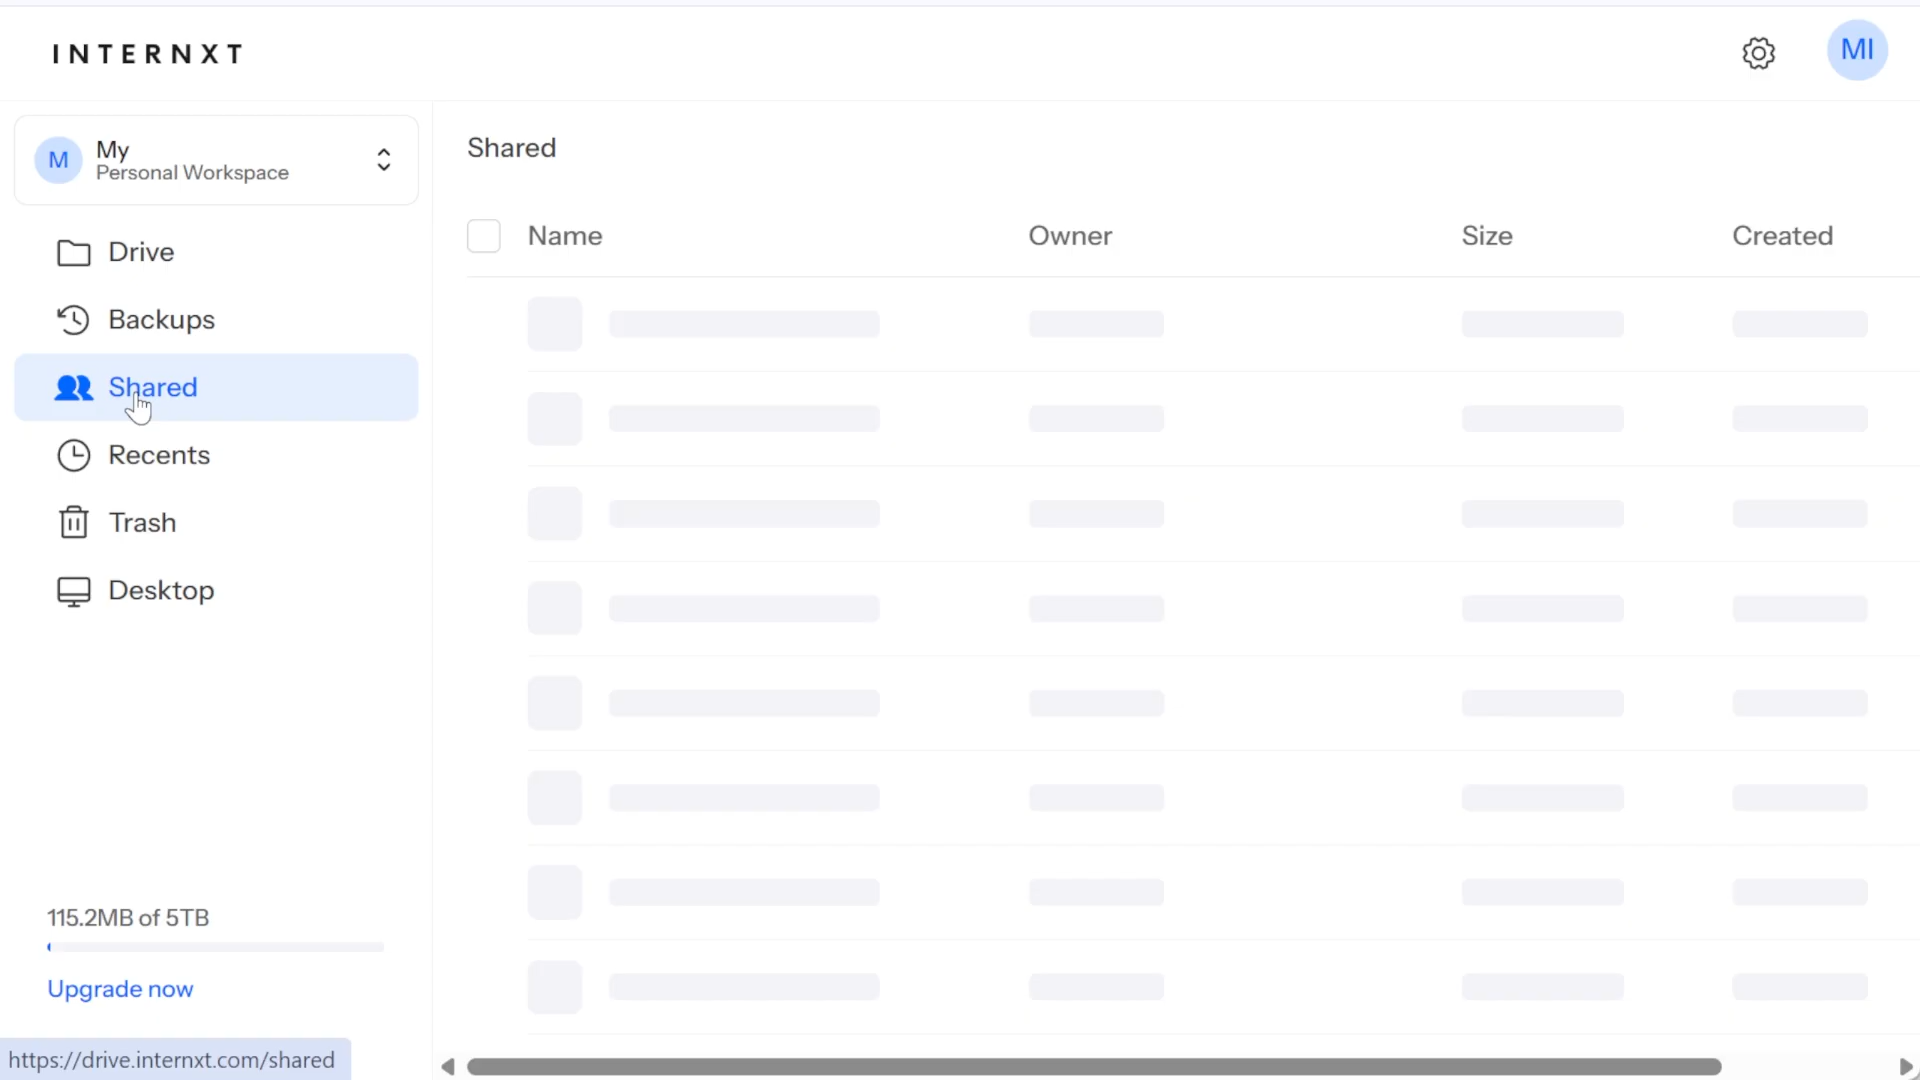 INTERNXT
MI
M
My
Personal Workspace
Drive
Backups
Shared
Recents
Trash
Desktop
115.2MB of 5TB
Upgrade now
https://drive.internxt.com/shared
Shared
Name Owner Size Created